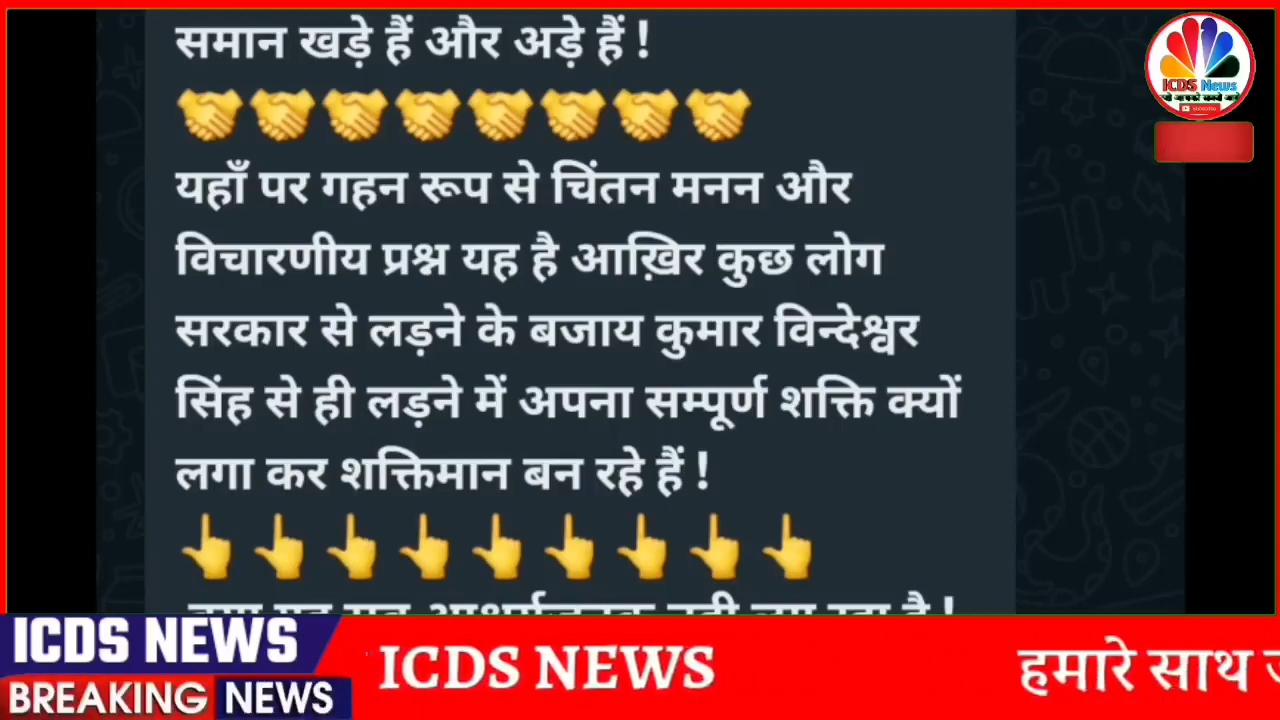 समान खड़े हैं और अड़े हैं !
🤝🤝🤝🤝🤝🤝🤝🤝
यहाँ पर गहन रूप से चिंतन मनन और
विचारणीय प्रश्न यह है आख़िर कुछ लोग
सरकार से लड़ने के बजाय कुमार विन्देश्वर
सिंह से ही लड़ने में अपना सम्पूर्ण शक्ति क्यों
लगा कर शक्तिमान बन रहे हैं !
👆👆👆👆👆👆👆👆👆
ICDS News
ICDS NEWS
BREAKING NEWS
ICDS NEWS
हमारे साथ